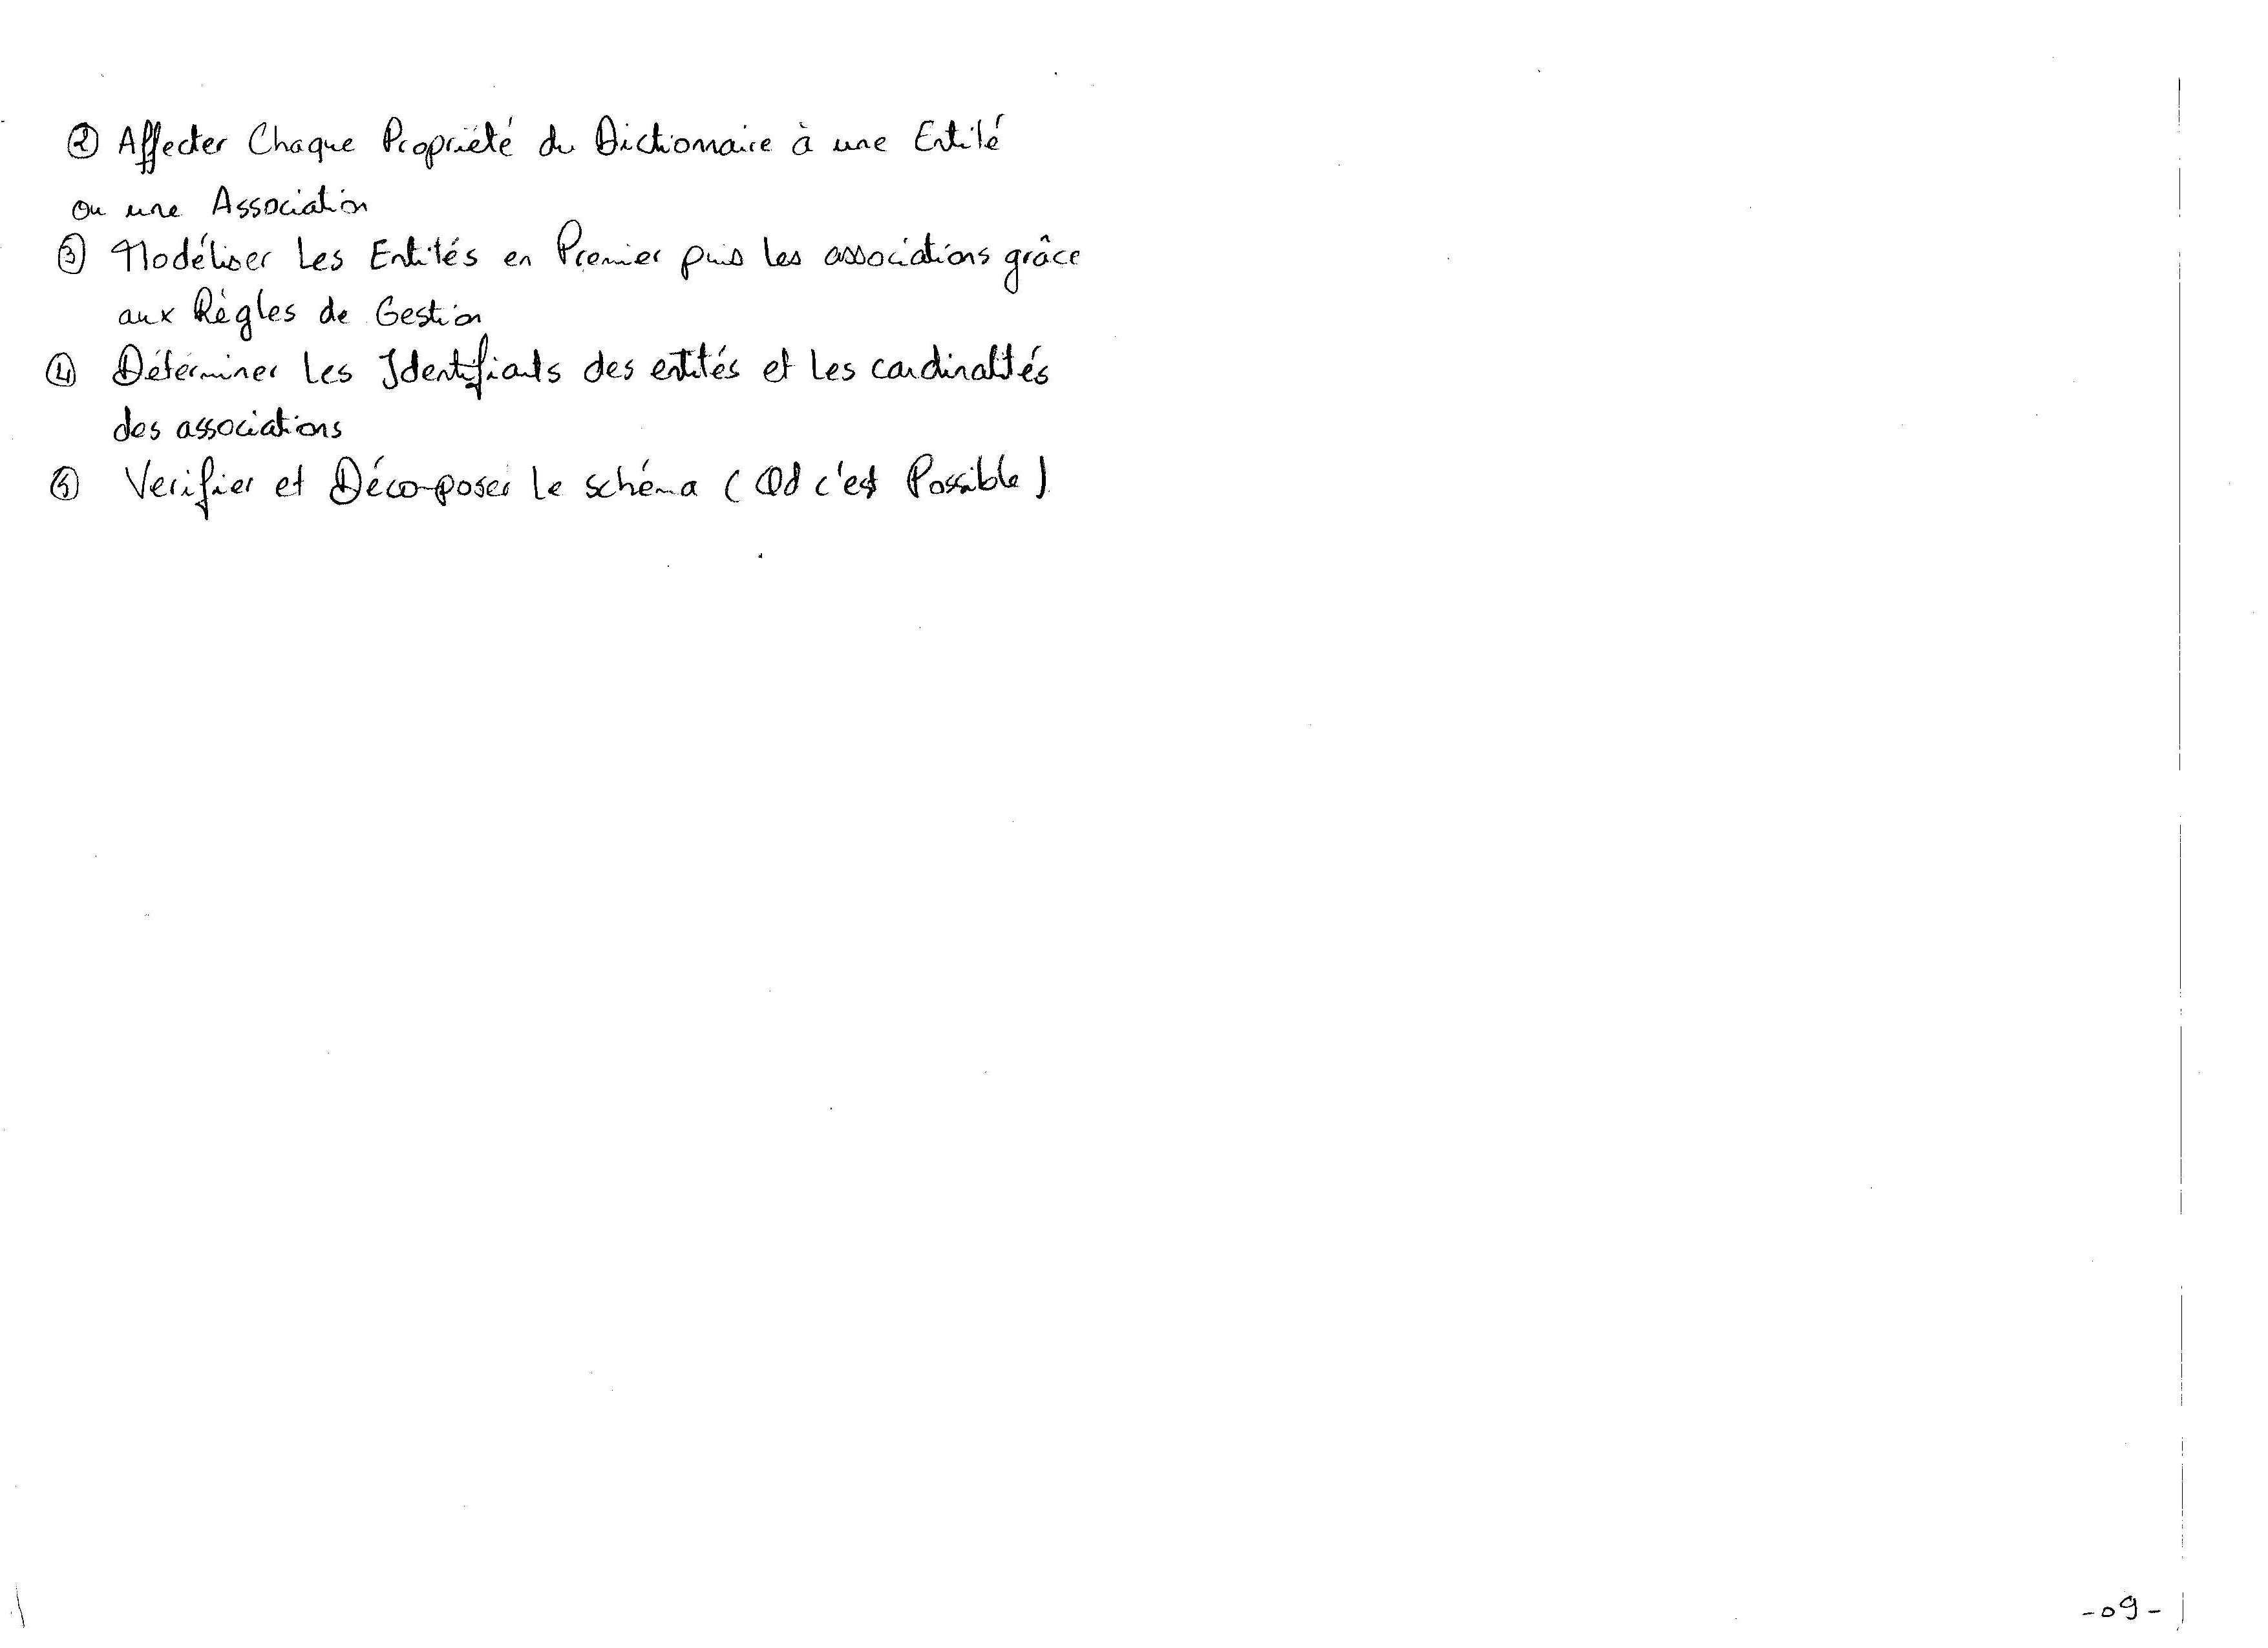 ② Affecter Chaque Propriété du Dictionnaire à une Entité
ou une Association
③ Modéliser Les Entités en Premier puis les associations grâce
aux Règles de Gestion
④ Déterminer Les Identifiants des entités et Les cardinalités
des associations
⑤ Verifier et Décomposer Le schéma (Qd c'est Possible)
-09-